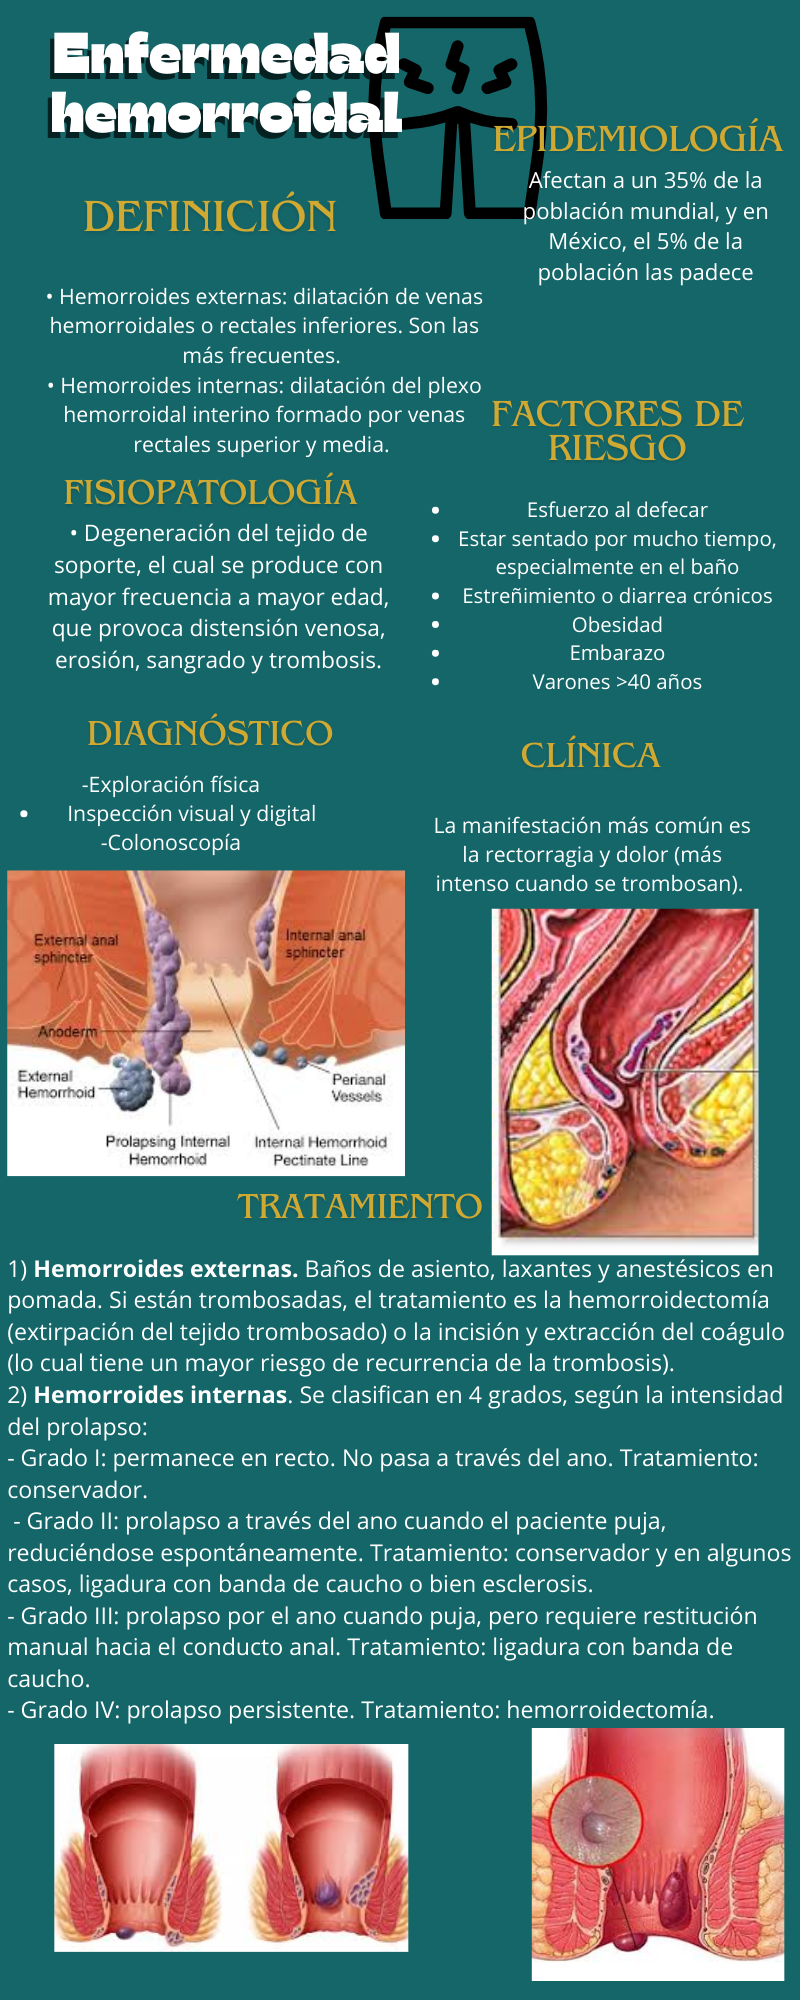 Enfermedad
hemorroidal
EPIDEMIOLOGÍA
Afectan a un 35% de la
población mundial, y en
México, el 5% de la
población las padece
DEFINICIÓN
• Hemorroides externas: dilatación de venas
hemorroidales o rectales inferiores. Son las
más frecuentes.
• Hemorroides internas: dilatación del plexo
hemorroidal interino formado por venas
rectales superior y media.
FACTORES DE
RIESGO
• Esfuerzo al defecar
• Estar sentado por mucho tiempo,
especialmente en el baño
• Estreñimiento o diarrea crónicos
• Obesidad
• Embarazo
• Varones >40 años
FISIOPATOLOGÍA
• Degeneración del tejido de
soporte, el cual se produce con
mayor frecuencia a mayor edad,
que provoca distensión venosa,
erosión, sangrado y trombosis.
DIAGNÓSTICO
-Exploración física
• Inspección visual y digital
-Colonoscopía
CLÍNICA
La manifestación más común es
la rectorragia y dolor (más
intenso cuando se trombosan).
External anal
sphincter
Internal anal
sphincter
Anoderm
External
Hemorrhoid
Perianal
Vessels
Prolapsing Internal
Hemorrhoid
Internal Hemorrhoid
Pectinate Line
TRATAMIENTO
1) Hemorroides externas. Baños de asiento, laxantes y anestésicos en
pomada. Si están trombosadas, el tratamiento es la hemorroidectomía
(extirpación del tejido trombosado) o la incisión y extracción del coágulo
(lo cual tiene un mayor riesgo de recurrencia de la trombosis).
2) Hemorroides internas. Se clasifican en 4 grados, según la intensidad
del prolapso:
- Grado I: permanece en recto. No pasa a través del ano. Tratamiento:
conservador.
- Grado II: prolapso a través del ano cuando el paciente puja,
reduciéndose espontáneamente. Tratamiento: conservador y en algunos
casos, ligadura con banda de caucho o bien esclerosis.
- Grado III: prolapso por el ano cuando puja, pero requiere restitución
manual hacia el conducto anal. Tratamiento: ligadura con banda de
caucho.
- Grado IV: prolapso persistente. Tratamiento: hemorroidectomía.